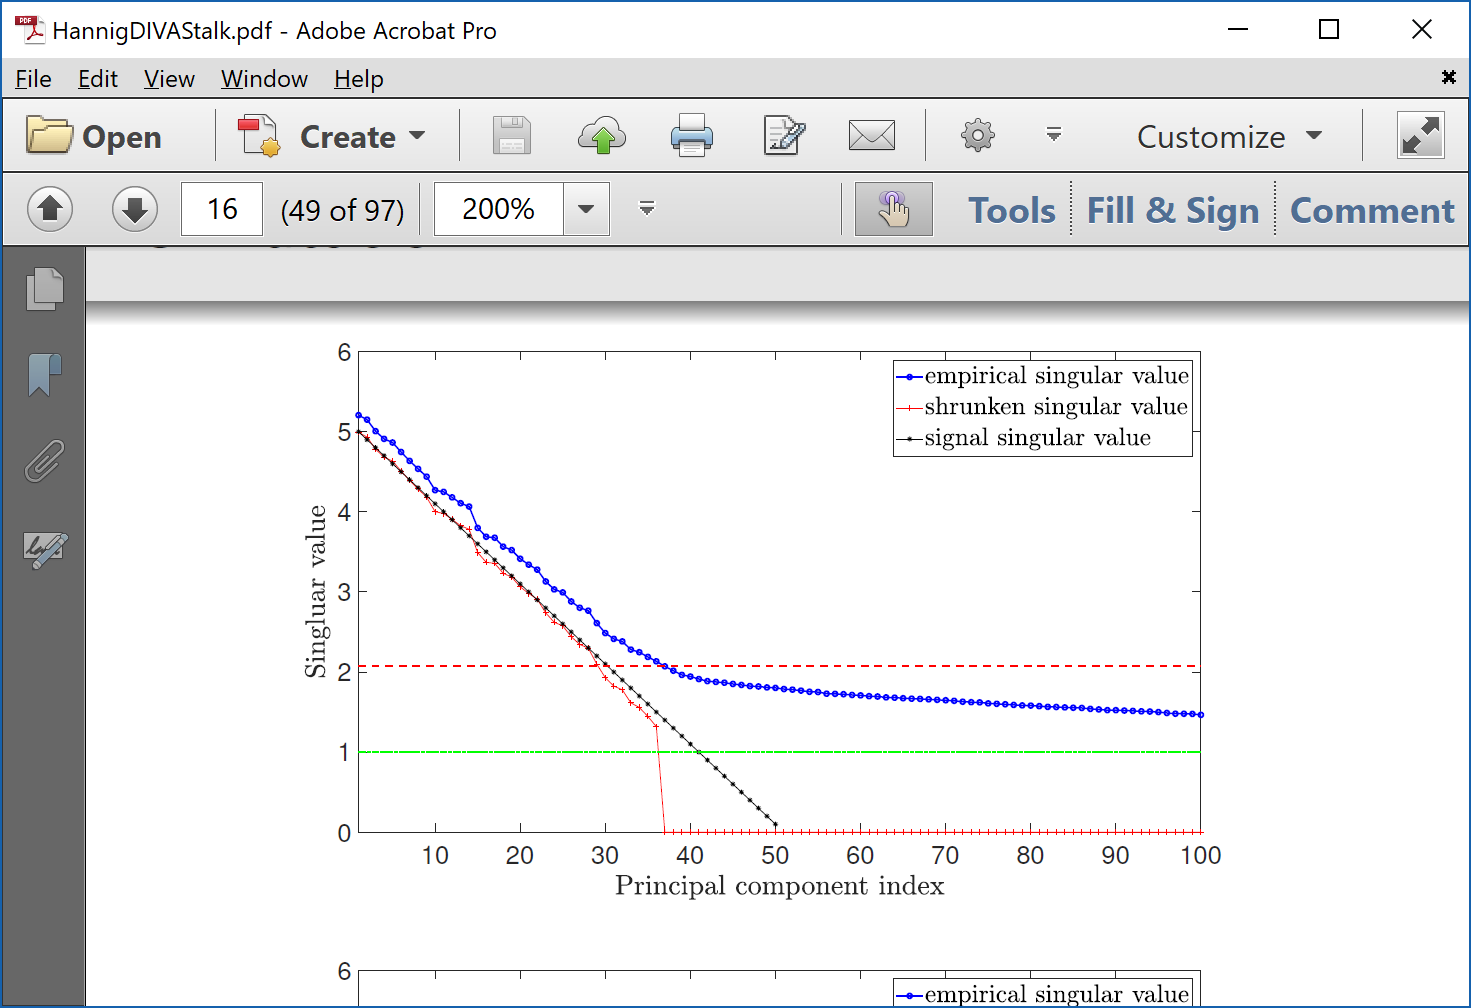 HannigDIVAStalk.pdf - Adobe Acrobat Pro
File Edit View Window Help
Open Create Customize
16 (49 of 97) 200% Tools Fill & Sign Comment
6
5
4
3
2
1
0
Singluar value
empirical singular value
shrunken singular value
signal singular value
10 20 30 40 50 60 70 80 90 100
Principal component index
6
empirical singular value